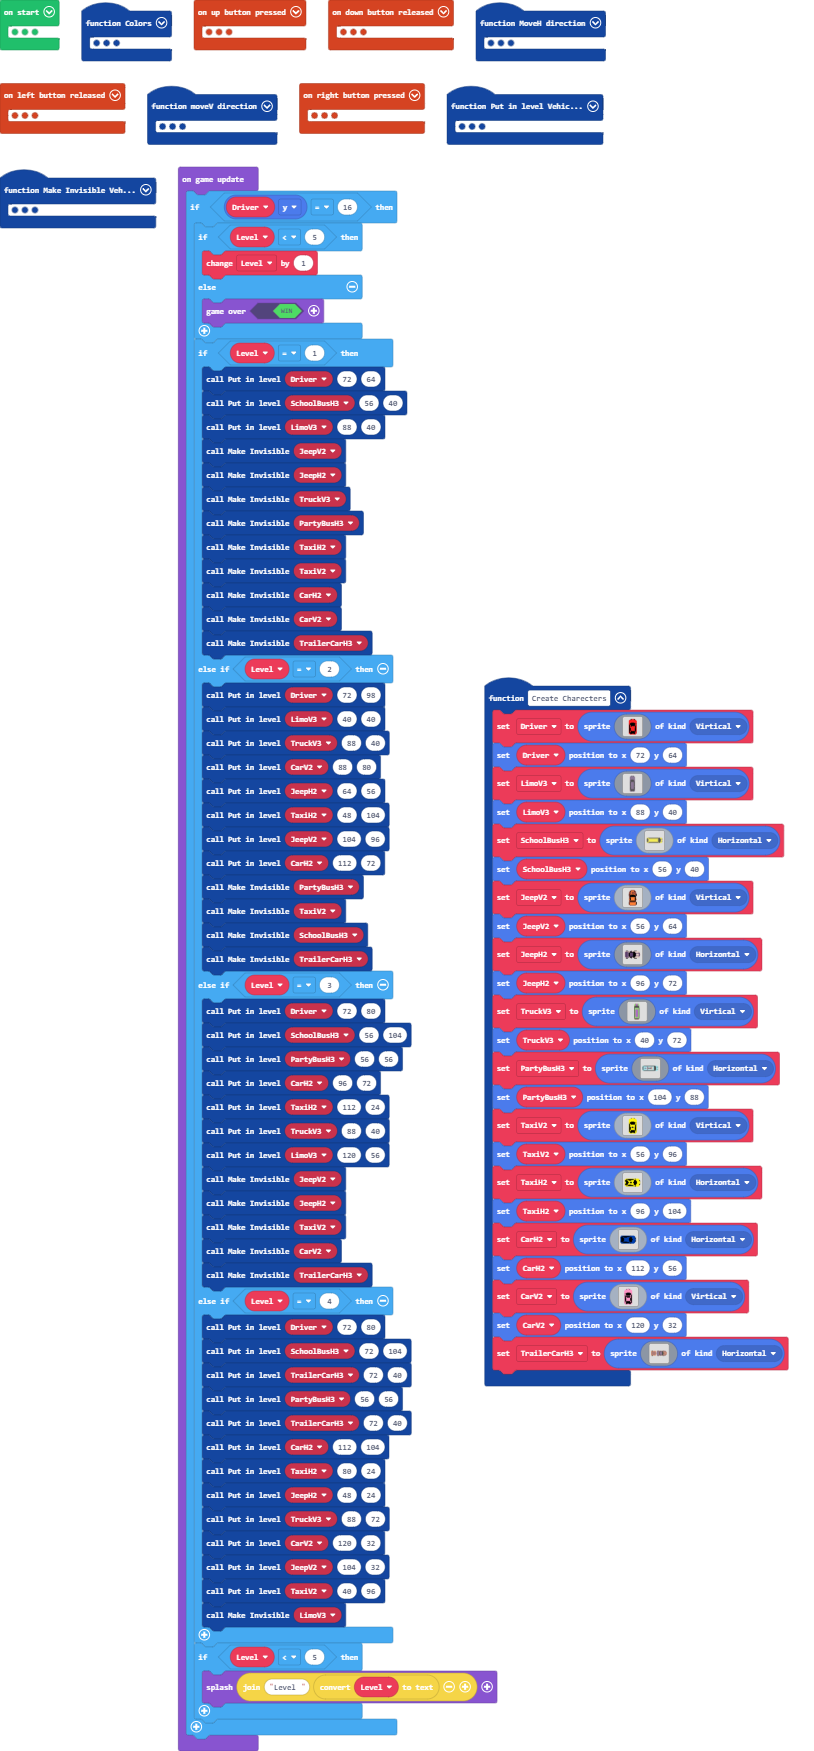 on start
function Colors
on up button pressed
on down button released
function MoveH direction
on left button released
function moveV direction
on right button pressed
function Put in level Vehic...
function Make Invisible Veh...
on game update
if Driver y = 16 then
if Level < 5 then
change Level by 1
else
game over WIN
if Level = 1 then
call Put in level Driver 72 64
call Put in level SchoolBusH3 56 40
call Put in level LimoV3 88 40
call Make Invisible JeepV2
call Make Invisible JeepH2
call Make Invisible TruckV3
call Make Invisible PartyBusH3
call Make Invisible TaxiH2
call Make Invisible TaxiV2
call Make Invisible CarH2
call Make Invisible CarV2
call Make Invisible TrailerCarH3
else if Level = 2 then
call Put in level Driver 72 98
call Put in level LimoV3 40 40
call Put in level TruckV3 88 40
call Put in level CarV2 88 80
call Put in level JeepH2 64 56
call Put in level TaxiH2 48 104
call Put in level JeepV2 104 96
call Put in level CarH2 112 72
call Make Invisible PartyBusH3
call Make Invisible TaxiV2
call Make Invisible SchoolBusH3
call Make Invisible TrailerCarH3
else if Level = 3 then
call Put in level Driver 72 80
call Put in level SchoolBusH3 56 104
call Put in level PartyBusH3 56 56
call Put in level CarH2 96 72
call Put in level TaxiH2 112 24
call Put in level TruckV3 88 40
call Put in level LimoV3 120 56
call Make Invisible JeepV2
call Make Invisible JeepH2
call Make Invisible TaxiV2
call Make Invisible CarV2
call Make Invisible TrailerCarH3
else if Level = 4 then
call Put in level Driver 72 80
call Put in level SchoolBusH3 72 104
call Put in level TrailerCarH3 72 40
call Put in level PartyBusH3 56 56
call Put in level TrailerCarH3 72 40
call Put in level CarH2 112 104
call Put in level TaxiH2 80 24
call Put in level JeepH2 48 24
call Put in level TruckV3 88 72
call Put in level CarV2 120 32
call Put in level JeepV2 104 32
call Put in level TaxiV2 40 96
call Make Invisible LimoV3
if Level < 5 then
splash join "Level " convert Level to text
function Create Charecters
set Driver to sprite of kind Virtical
set Driver position to x 72 y 64
set LimoV3 to sprite of kind Virtical
set LimoV3 position to x 88 y 40
set SchoolBusH3 to sprite of kind Horizontal
set SchoolBusH3 position to x 56 y 40
set JeepV2 to sprite of kind Virtical
set JeepV2 position to x 56 y 64
set JeepH2 to sprite of kind Horizontal
set JeepH2 position to x 96 y 72
set TruckV3 to sprite of kind Virtical
set TruckV3 position to x 40 y 72
set PartyBusH3 to sprite of kind Horizontal
set PartyBusH3 position to x 104 y 88
set TaxiV2 to sprite of kind Virtical
set TaxiV2 position to x 56 y 96
set TaxiH2 to sprite of kind Horizontal
set TaxiH2 position to x 96 y 104
set CarH2 to sprite of kind Horizontal
set CarH2 position to x 112 y 56
set CarV2 to sprite of kind Virtical
set CarV2 position to x 120 y 32
set TrailerCarH3 to sprite of kind Horizontal